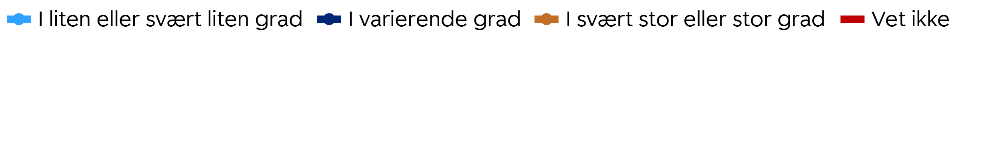 I liten eller svært liten grad I varierende grad I svært stor eller stor grad Vet ikke